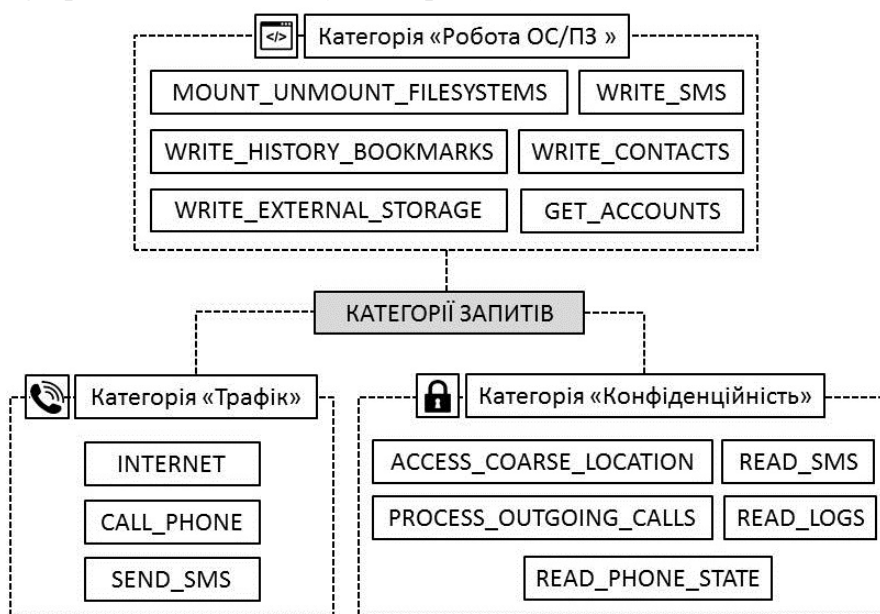 </> Категорія «Робота ОС/ПЗ »
MOUNT_UNMOUNT_FILESYSTEMS WRITE_SMS
WRITE_HISTORY_BOOKMARKS WRITE_CONTACTS
WRITE_EXTERNAL_STORAGE GET_ACCOUNTS
КАТЕГОРІЇ ЗАПИТІВ
Категорія «Трафік»
INTERNET
CALL_PHONE
SEND_SMS
Категорія «Конфіденційність»
ACCESS_COARSE_LOCATION READ_SMS
PROCESS_OUTGOING_CALLS READ_LOGS
READ_PHONE_STATE